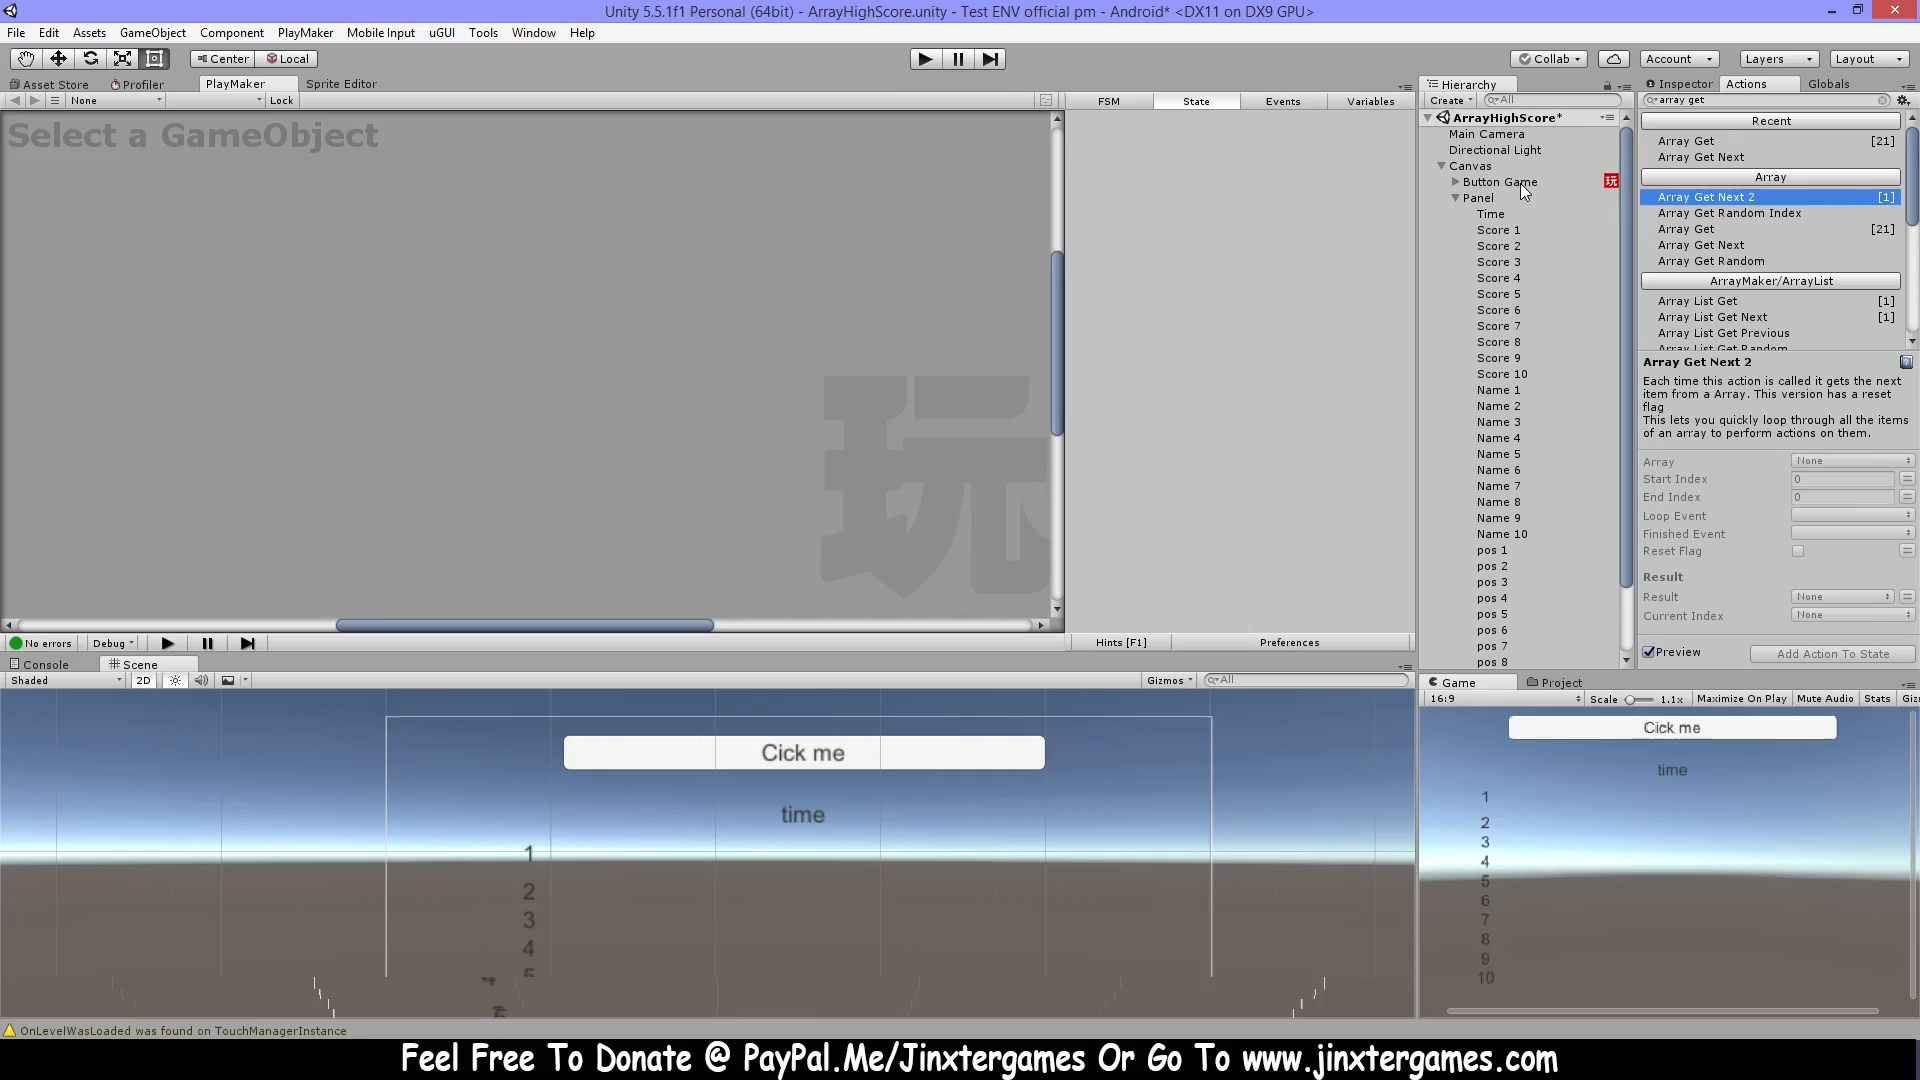 Unity 5.5.1f1 Personal (64bit) - ArrayHighScore.unity - Test ENV official pm - Android* <DX11 on DX9 GPU>
File Edit Assets GameObject Component PlayMaker Mobile Input uGUI Tools Window Help
Center Local Collab Account Layers Layout
Asset Store Profiler PlayMaker Sprite Editor
None Lock
Select a GameObject
玩
No errors Debug
FSM State Events Variables
Hints [F1] Preferences
Hierarchy
Create All
ArrayHighScore*
Main Camera
Directional Light
Canvas
Button Game 玩
Panel
Time
Score 1
Score 2
Score 3
Score 4
Score 5
Score 6
Score 7
Score 8
Score 9
Score 10
Name 1
Name 2
Name 3
Name 4
Name 5
Name 6
Name 7
Name 8
Name 9
Name 10
pos 1
pos 2
pos 3
pos 4
pos 5
pos 6
pos 7
pos 8
Inspector Actions Globals
array get
Recent
Array Get [21]
Array Get Next
Array
Array Get Next 2 [1]
Array Get Random Index
Array Get [21]
Array Get Next
Array Get Random
ArrayMaker/ArrayList
Array List Get [1]
Array List Get Next [1]
Array List Get Previous
Array List Get Random
Array Get Next 2
Each time this action is called it gets the next
item from a Array. This version has a reset
flag
This lets you quickly loop through all the items
of an array to perform actions on them.
Array None
Start Index 0
End Index 0
Loop Event
Finished Event
Reset Flag
Result
Result None
Current Index None
Preview Add Action To State
Console Scene
Shaded 2D Gizmos All
Cick me
time
1
2
3
4
5
Game Project
16:9 Scale 1.1x Maximize On Play Mute Audio Stats Giz
Cick me
time
1
2
3
4
5
6
7
8
9
10
OnLevelWasLoaded was found on TouchManagerInstance
Feel Free To Donate @ PayPal.Me/Jinxtergames Or Go To www.jinxtergames.com